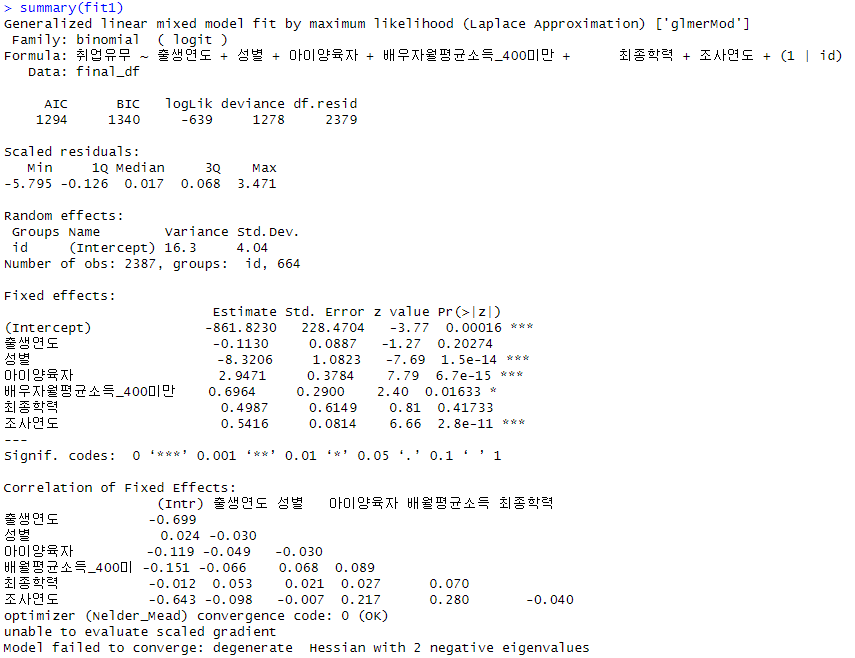 > summary(fit1)
Generalized linear mixed model fit by maximum likelihood (Laplace Approximation) ['glmerMod']
Family: binomial ( logit )
Formula: 취업유무 ~ 출생연도 + 성별 + 아이양육자 + 배우자월평균소득_400미만 + 최종학력 + 조사연도 + (1 | id)
Data: final_df
AIC BIC logLik deviance df.resid
1294 1340 -639 1278 2379
Scaled residuals:
Min 1Q Median 3Q Max
-5.795 -0.126 0.017 0.068 3.471
Random effects:
Groups Name Variance Std.Dev.
id (Intercept) 16.3 4.04
Number of obs: 2387, groups: id, 664
Fixed effects:
Estimate Std. Error z value Pr(>|z|)
(Intercept) -861.8230 228.4704 -3.77 0.00016 ***
출생연도 -0.1130 0.0887 -1.27 0.20274
성별 -8.3206 1.0823 -7.69 1.5e-14 ***
아이양육자 2.9471 0.3784 7.79 6.7e-15 ***
배우자월평균소득_400미만 0.6964 0.2900 2.40 0.01633 *
최종학력 0.4987 0.6149 0.81 0.41733
조사연도 0.5416 0.0814 6.66 2.8e-11 ***
---
Signif. codes: 0 ‘***’ 0.001 ‘**’ 0.01 ‘*’ 0.05 ‘.’ 0.1 ‘ ’ 1
Correlation of Fixed Effects:
(Intr) 출생연도 성별 아이양육자 배월평균소득 최종학력
출생연도 -0.699
성별 0.024 -0.030
아이양육자 -0.119 -0.049 -0.030
배월평균소득_400미 -0.151 -0.066 0.068 0.089
최종학력 -0.012 0.053 0.021 0.027 0.070
조사연도 -0.643 -0.098 -0.007 0.217 0.280 -0.040
optimizer (Nelder_Mead) convergence code: 0 (OK)
unable to evaluate scaled gradient
Model failed to converge: degenerate Hessian with 2 negative eigenvalues